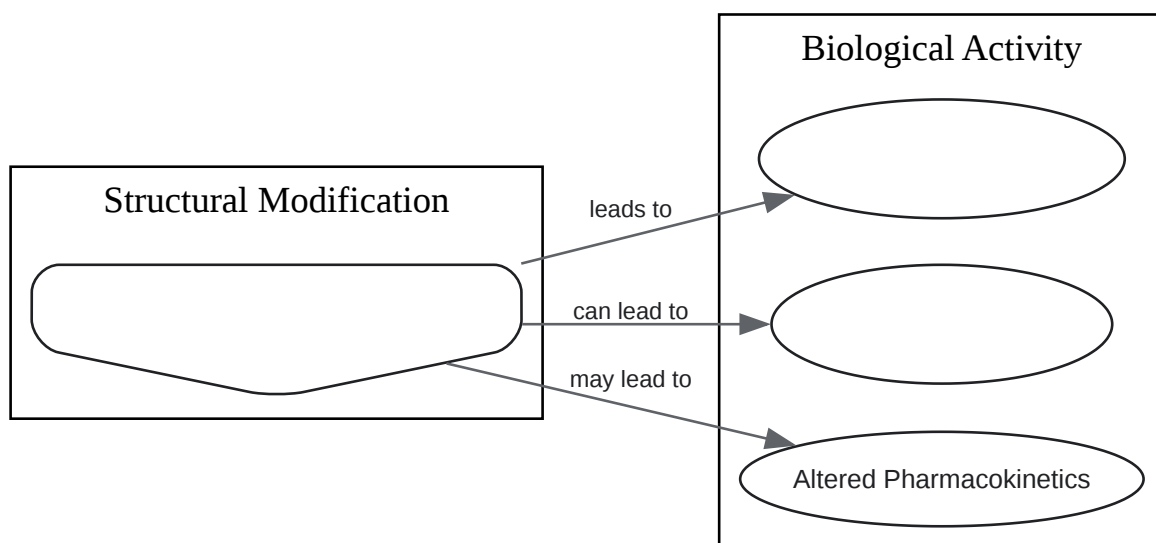 Biological Activity
Structural Modification
leads to
can lead to
may lead to
Altered Pharmacokinetics